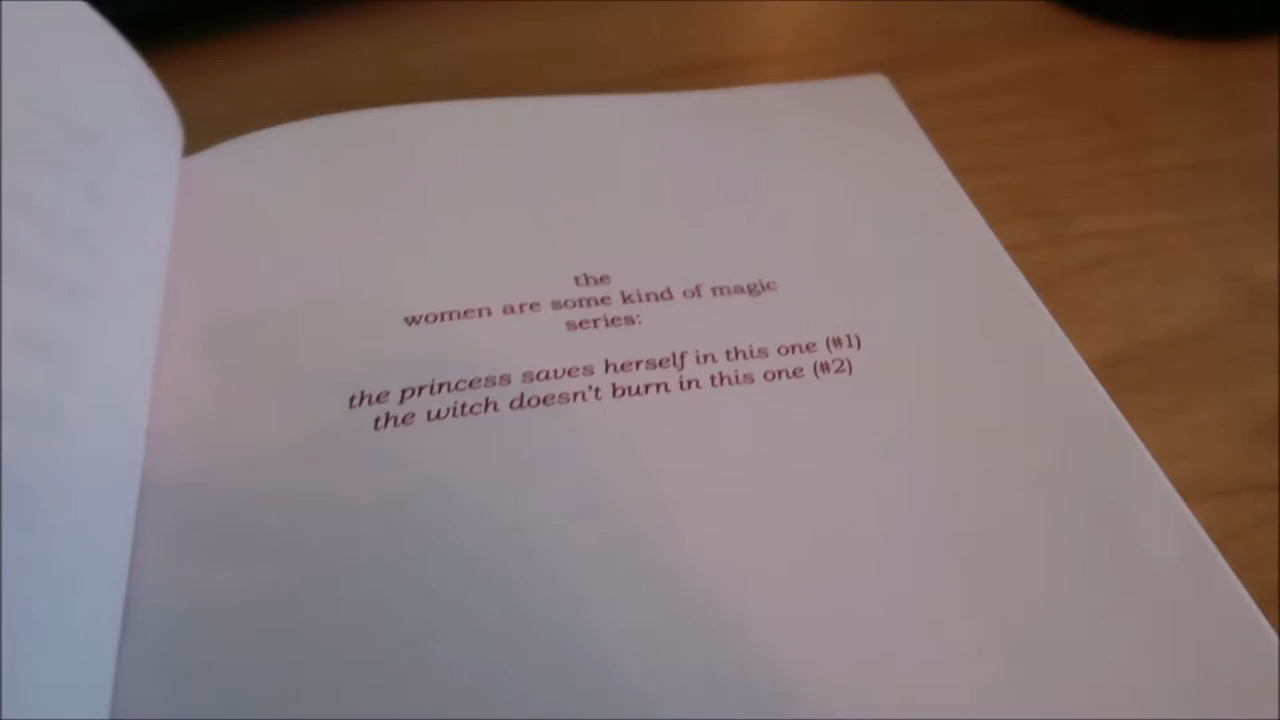 the
women are some kind of magic
series:
the princess saves herself in this one (#1)
the witch doesn't burn in this one (#2)